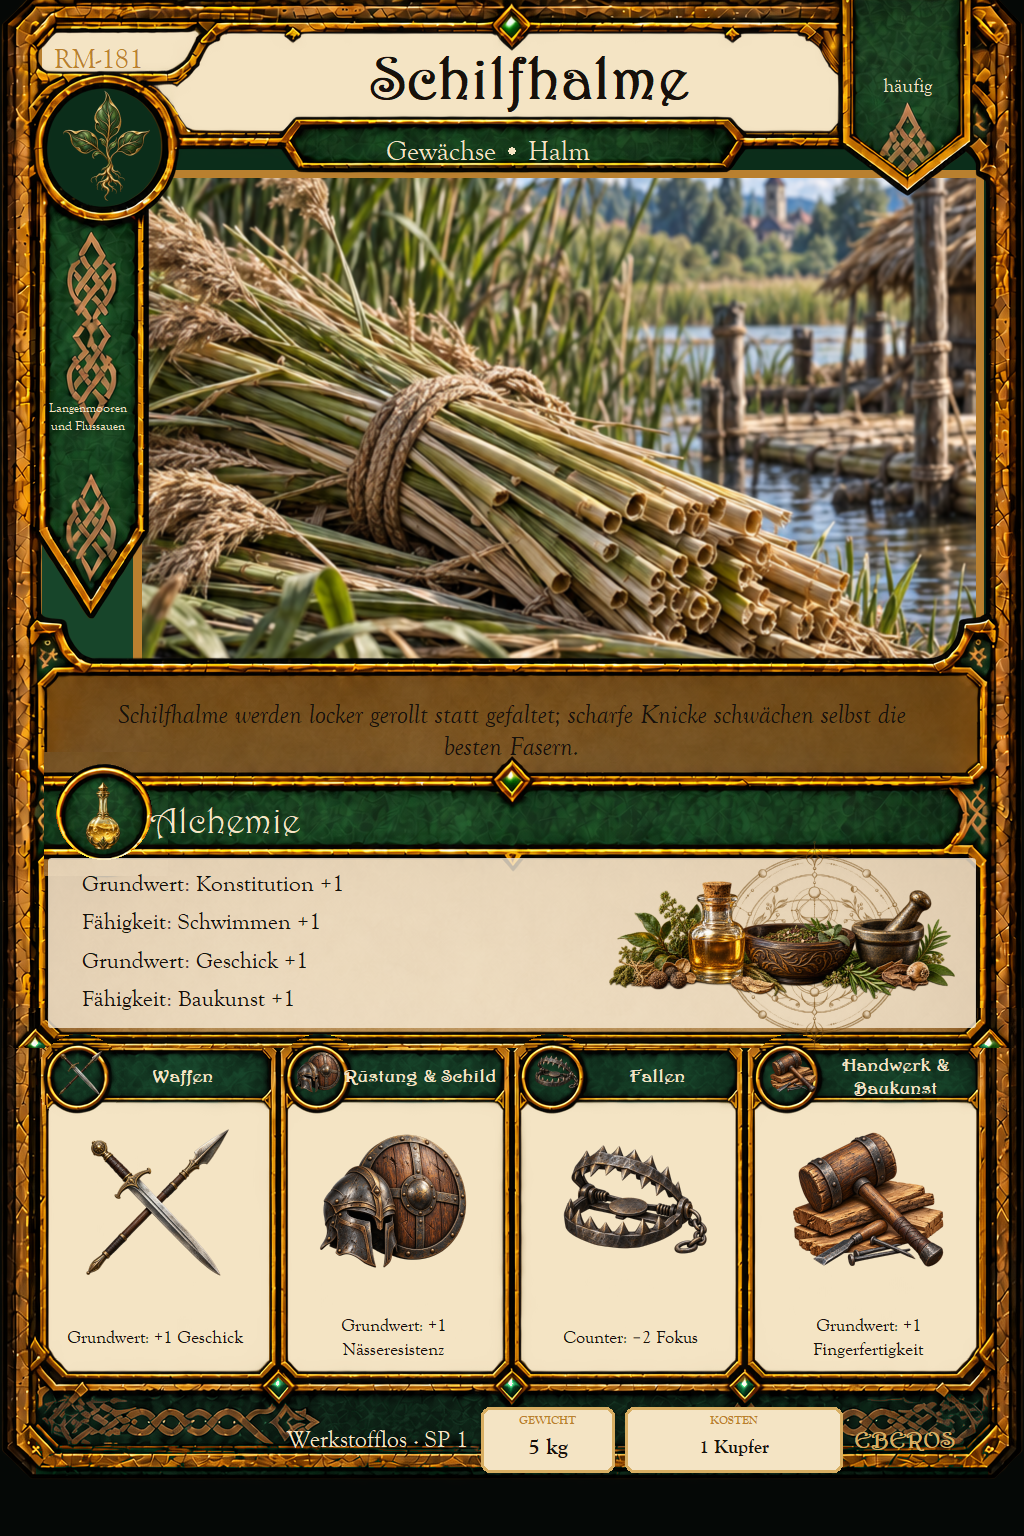 RM-181
Schilfhalme
häufig
Gewächse • Halm
Langenmooren
und Flussauen
Schilfhalme werden locker gerollt statt gefaltet; scharfe Knicke schwächen selbst die
besten Fasern.
Alchemie
Grundwert: Konstitution +1
Fähigkeit: Schwimmen +1
Grundwert: Geschick +1
Fähigkeit: Baukunst +1
Waffen
Rüstung & Schild
Fallen
Handwerk &
Baukunst
Grundwert: +1 Geschick
Grundwert: +1
Nässeresistenz
Counter: −2 Fokus
Grundwert: +1
Fingerfertigkeit
Werkstofflos · SP 1
GEWICHT
5 kg
KOSTEN
1 Kupfer
EBEROS